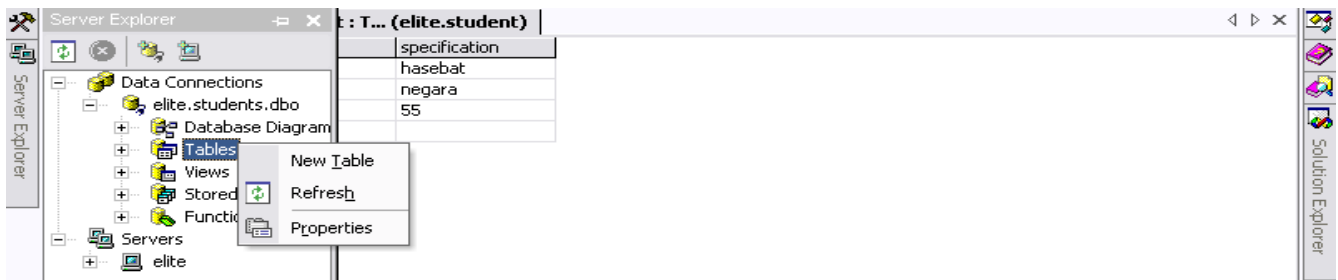 Server Explorer
t : T... (elite.student)
specification
hasebat
negara
55
Server Explorer
Data Connections
elite.students.dbo
Database Diagram
Tables
Views
Stored
Functio
New Table
Refresh
Properties
Servers
elite
Solution Explorer